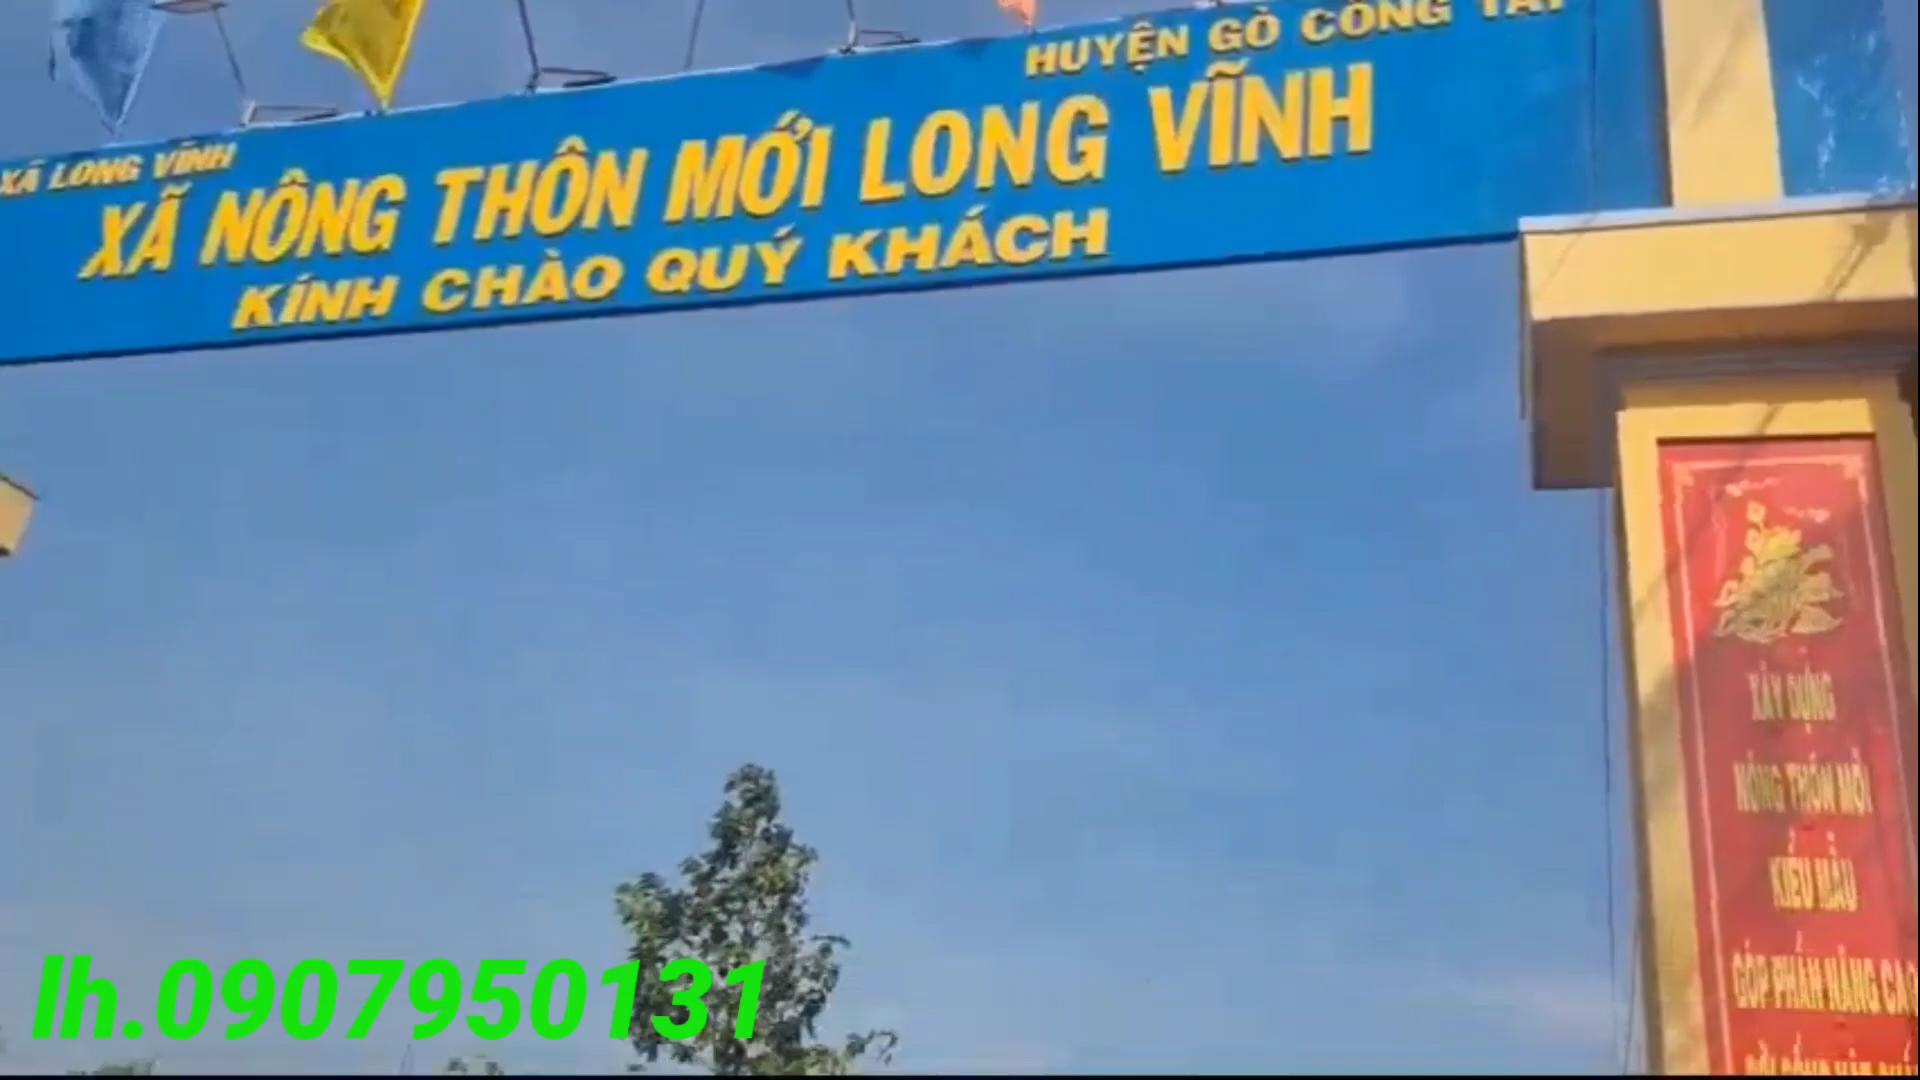 HUYỆN GÒ CÔNG TÂY
XÃ LONG VĨNH
XÃ NÔNG THÔN MỚI LONG VĨNH
KÍNH CHÀO QUÝ KHÁCH
XÂY DỰNG
NÔNG THÔN MỚI
KIỂU MẪU
GÓP PHẦN NÂNG CAO
lh.0907950131